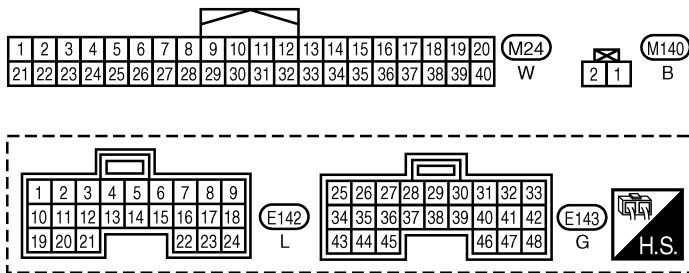 1 2 3 4 5 6 7 8 9 10 11 12 13 14 15 16 17 18 19 20
21 22 23 24 25 26 27 28 29 30 31 32 33 34 35 36 37 38 39 40
M24
W
2 1
M140
B
1 2 3 4 5 6 7 8 9
10 11 12 13 14 15 16 17 18
19 20 21 22 23 24
E142
L
25 26 27 28 29 30 31 32 33
34 35 36 37 38 39 40 41 42
43 44 45 46 47 48
E143
G
H.S.